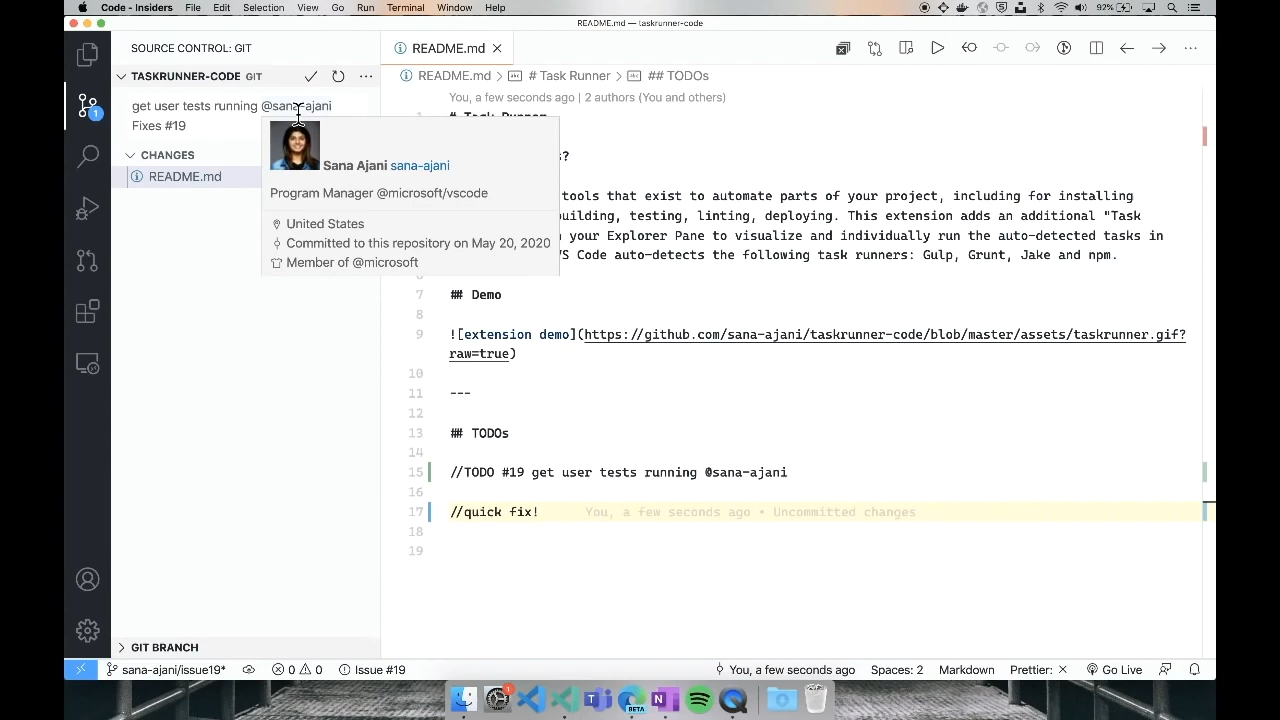 Code - Insiders File Edit Selection View Go Run Terminal Window Help 92%
README.md — taskrunner-code
SOURCE CONTROL: GIT
README.md
TASKRUNNER-CODE GIT
README.md > # Task Runner > ## TODOs
You, a few seconds ago | 2 authors (You and others)
get user tests running @sana-ajani
Fixes #19
1 # Task Runner
Sana Ajani sana-ajani
Program Manager @microsoft/vscode
United States
Committed to this repository on May 20, 2020
Member of @microsoft
CHANGES
README.md
1
s?
tools that exist to automate parts of your project, including for installing
uilding, testing, linting, deploying. This extension adds an additional "Task
your Explorer Pane to visualize and individually run the auto-detected tasks in
S Code auto-detects the following task runners: Gulp, Grunt, Jake and npm.
7 ## Demo
8
9 ![extension demo](https://github.com/sana-ajani/taskrunner-code/blob/master/assets/taskrunner.gif?
raw=true)
10
11 ---
12
13 ## TODOs
14
15 //TODO #19 get user tests running @sana-ajani
16
17 //quick fix! You, a few seconds ago • Uncommitted changes
18
19
GIT BRANCH
sana-ajani/issue19* 0 0 Issue #19 You, a few seconds ago Spaces: 2 Markdown Prettier: × Go Live
1
BETA